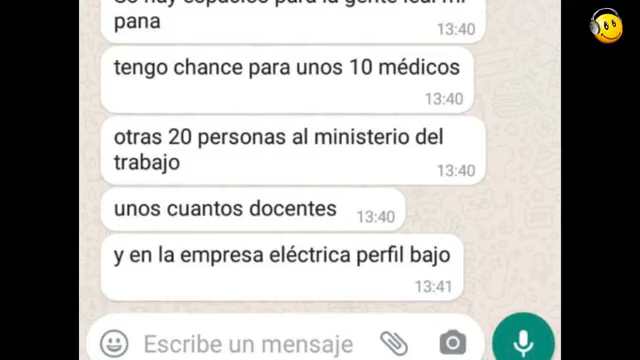 pana
13:40
tengo chance para unos 10 médicos
13:40
otras 20 personas al ministerio del
trabajo
13:40
unos cuantos docentes
13:40
y en la empresa eléctrica perfil bajo
13:41
Escribe un mensaje